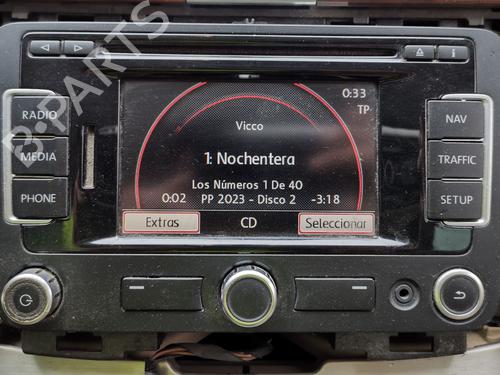 B-PARTS
RADIO
MEDIA
PHONE
0:33
TP
Vicco
1: Nochentera
Los Números 1 De 40
0:02 PP 2023 - Disco 2 -3:18
Extras CD Seleccionar
NAV
TRAFFIC
SETUP
i